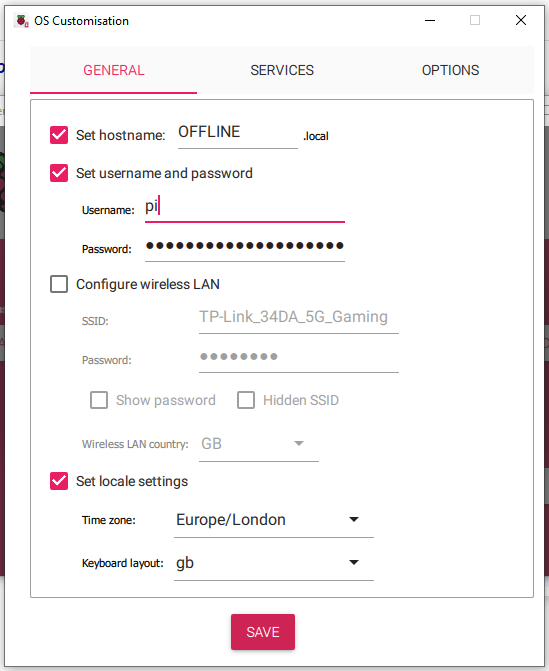 OS Customisation
GENERAL SERVICES OPTIONS
Set hostname: OFFLINE .local
Set username and password
Username: pi
Password: ••••••••••••••••••••
Configure wireless LAN
SSID: TP-Link_34DA_5G_Gaming
Password: ••••••••
Show password Hidden SSID
Wireless LAN country: GB
Set locale settings
Time zone: Europe/London
Keyboard layout: gb
SAVE